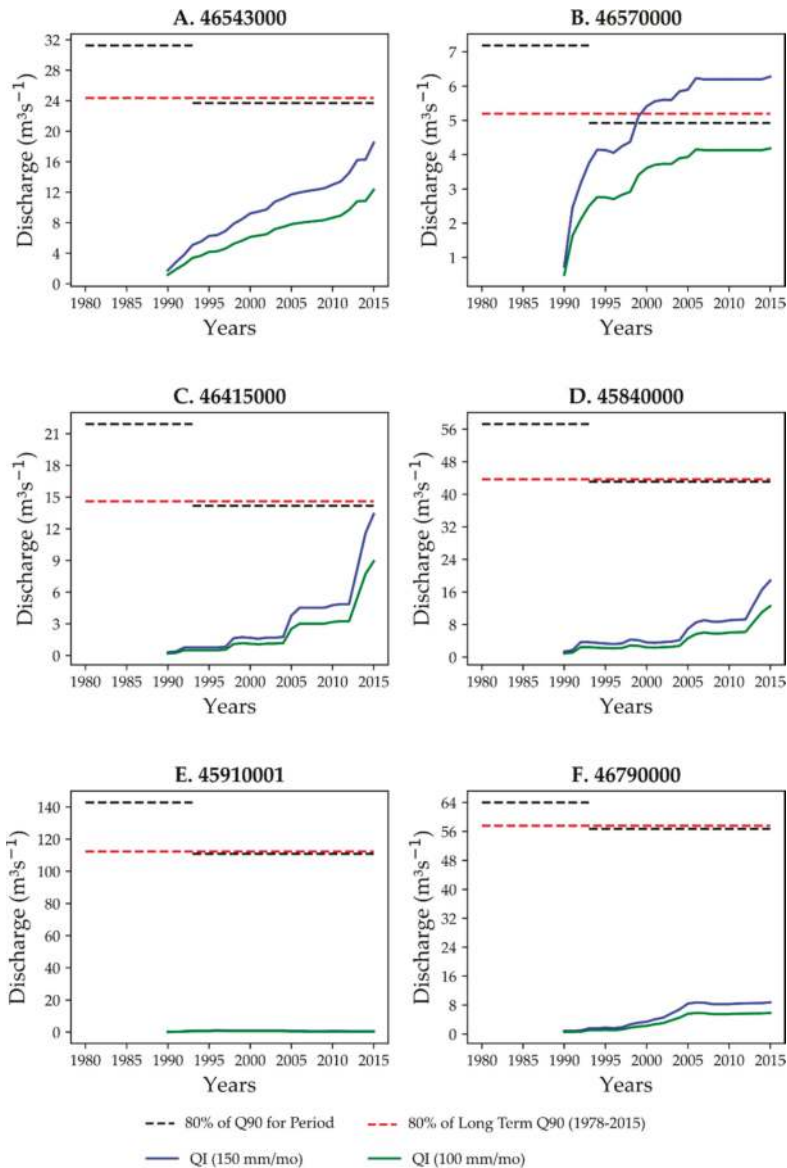 A. 46543000
B. 46570000
32
28
24
20
16
12
8
4
0
7
6
5
4
3
2
1
Discharge (m³s⁻¹)
Discharge (m³s⁻¹)
1980 1985 1990 1995 2000 2005 2010 2015
1980 1985 1990 1995 2000 2005 2010 2015
Years
Years
C. 46415000
D. 45840000
21
18
15
12
9
6
3
0
56
48
40
32
24
16
8
0
Discharge (m³s⁻¹)
Discharge (m³s⁻¹)
1980 1985 1990 1995 2000 2005 2010 2015
1980 1985 1990 1995 2000 2005 2010 2015
Years
Years
E. 45910001
F. 46790000
140
120
100
80
60
40
20
0
64
56
48
40
32
24
16
8
0
Discharge (m³s⁻¹)
Discharge (m³s⁻¹)
1980 1985 1990 1995 2000 2005 2010 2015
1980 1985 1990 1995 2000 2005 2010 2015
Years
Years
80% of Q90 for Period
80% of Long Term Q90 (1978-2015)
QI (150 mm/mo)
QI (100 mm/mo)